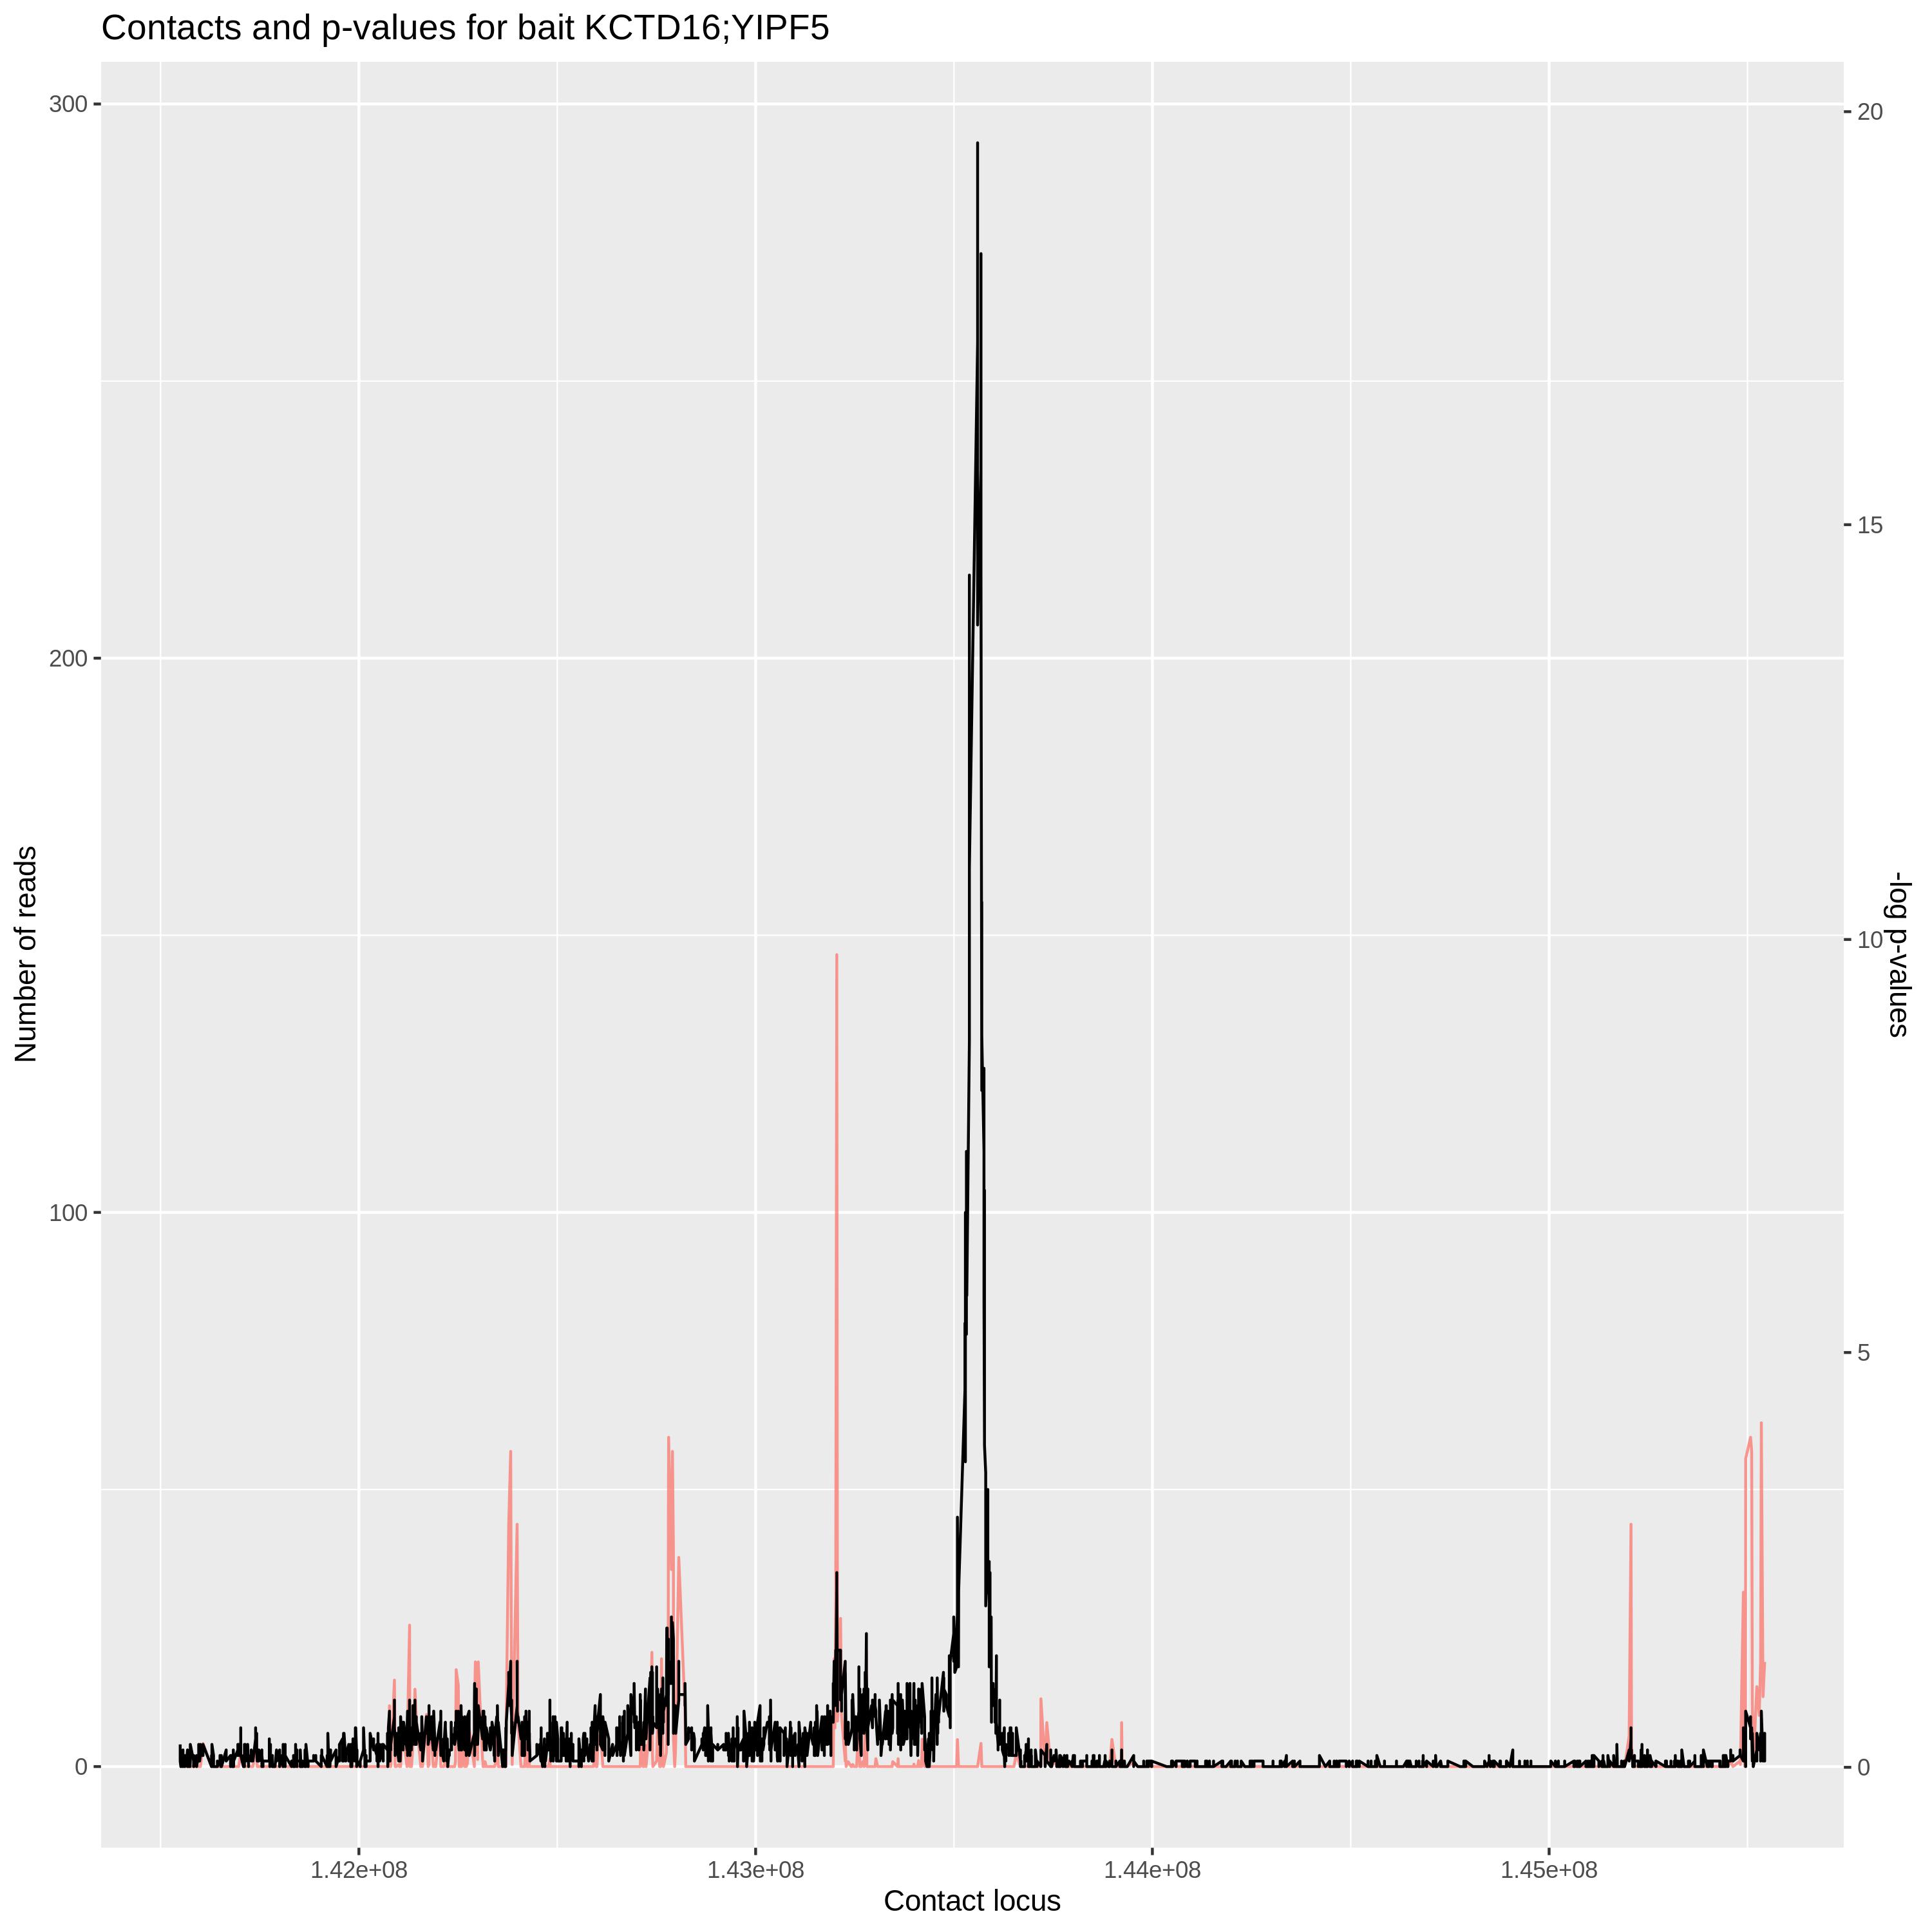 Contacts and p-values for bait KCTD16;YIPF5
300
200
100
0
Number of reads
20
15
10
5
0
-log p-values
1.42e+08
1.43e+08
1.44e+08
1.45e+08
Contact locus